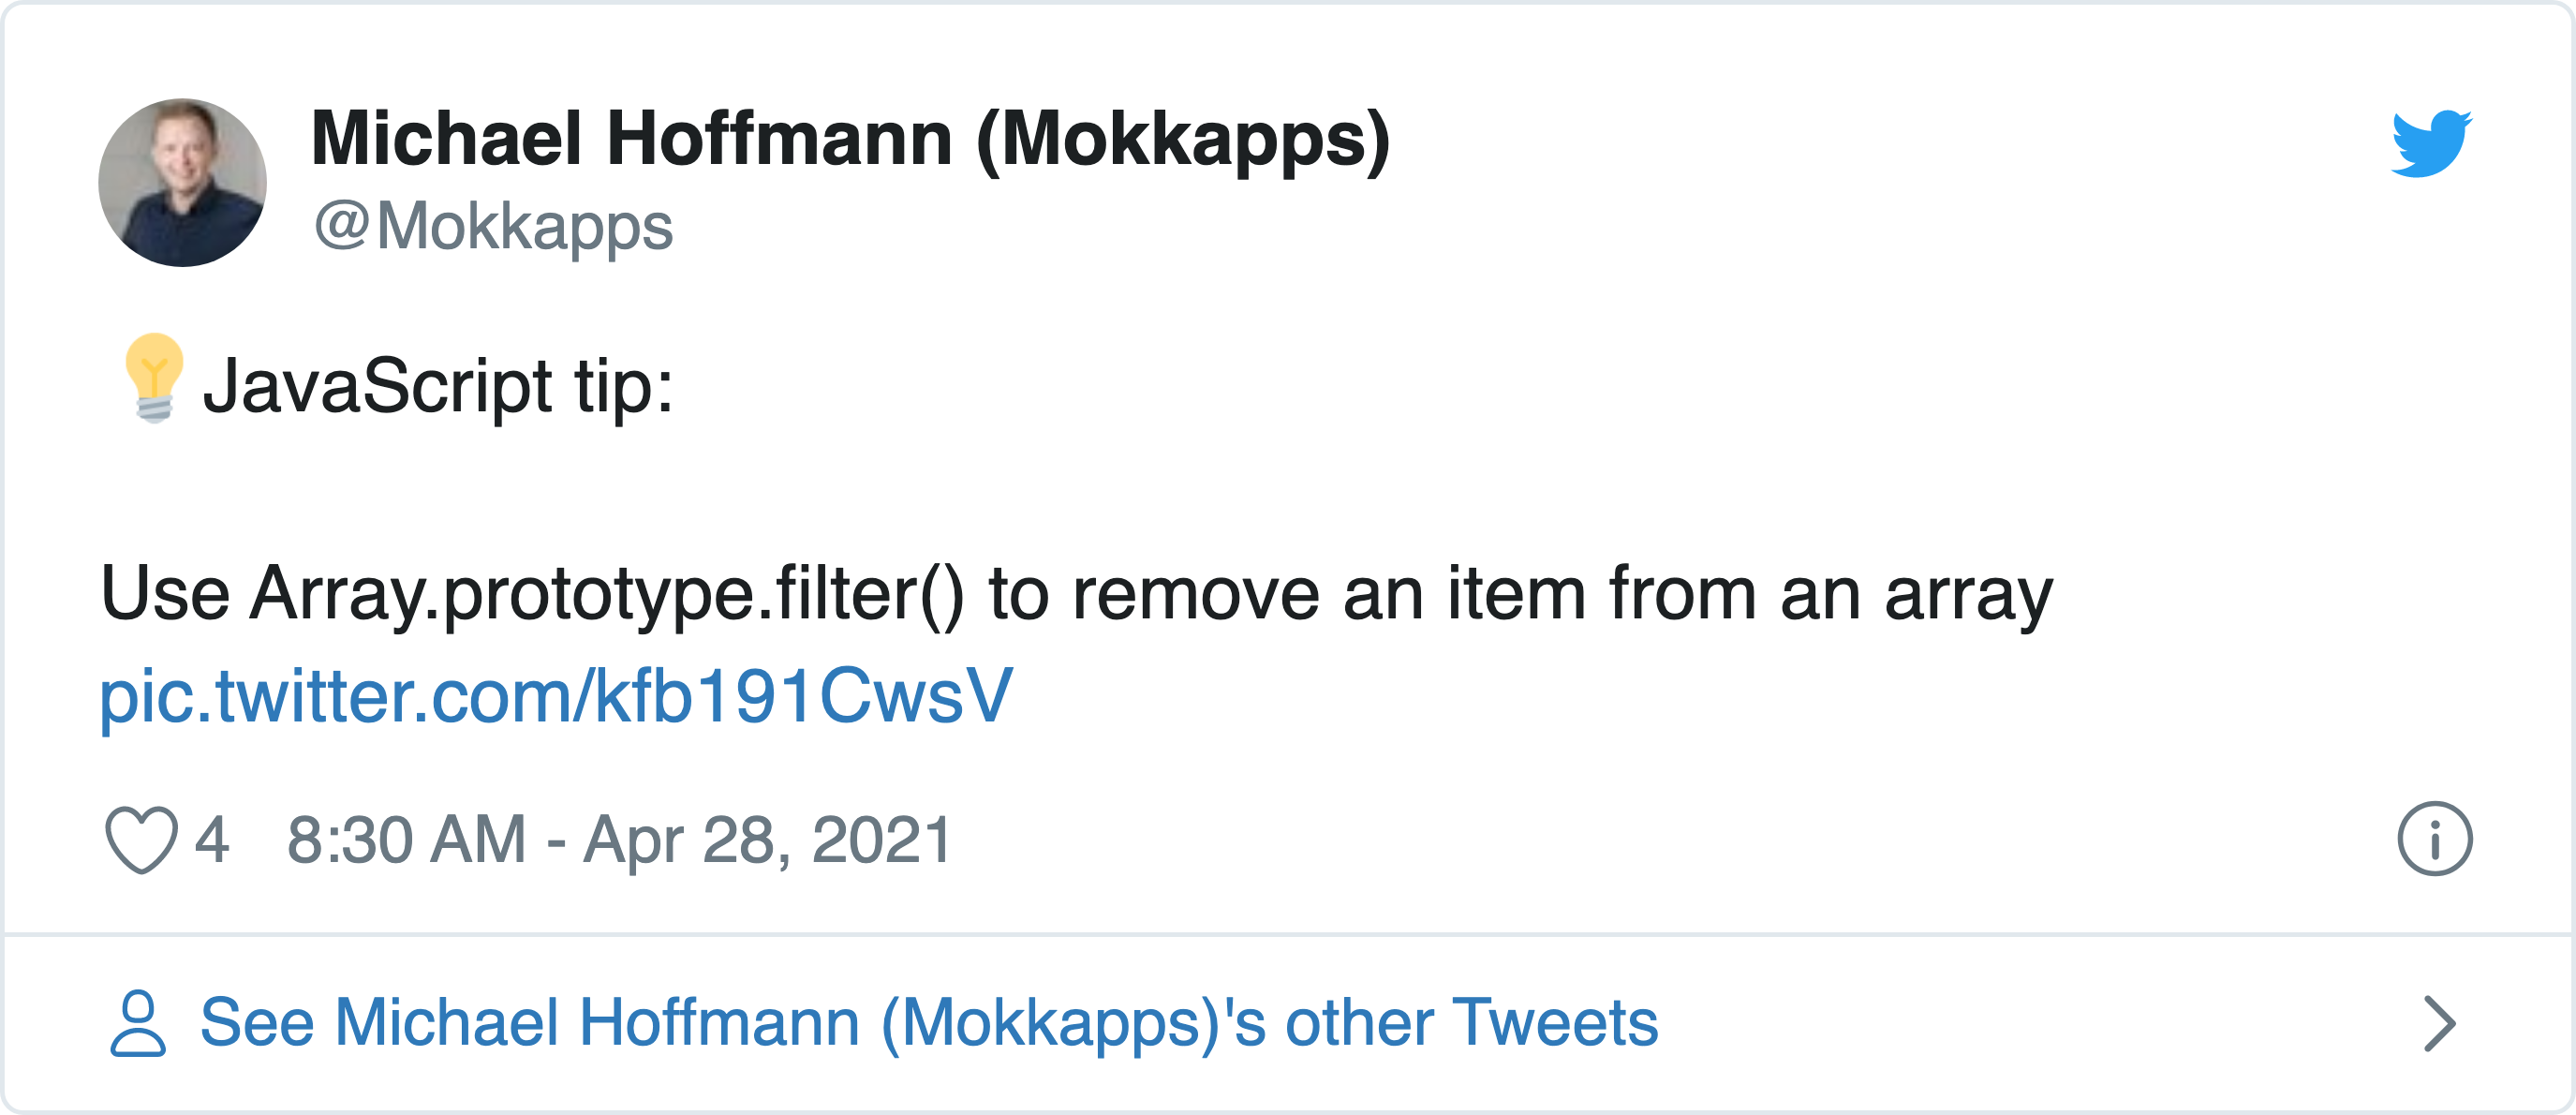 Michael Hoffmann (Mokkapps)
@Mokkapps
💡 JavaScript tip:
Use Array.prototype.filter() to remove an item from an array
pic.twitter.com/kfb191CwsV
4 8:30 AM - Apr 28, 2021
See Michael Hoffmann (Mokkapps)'s other Tweets